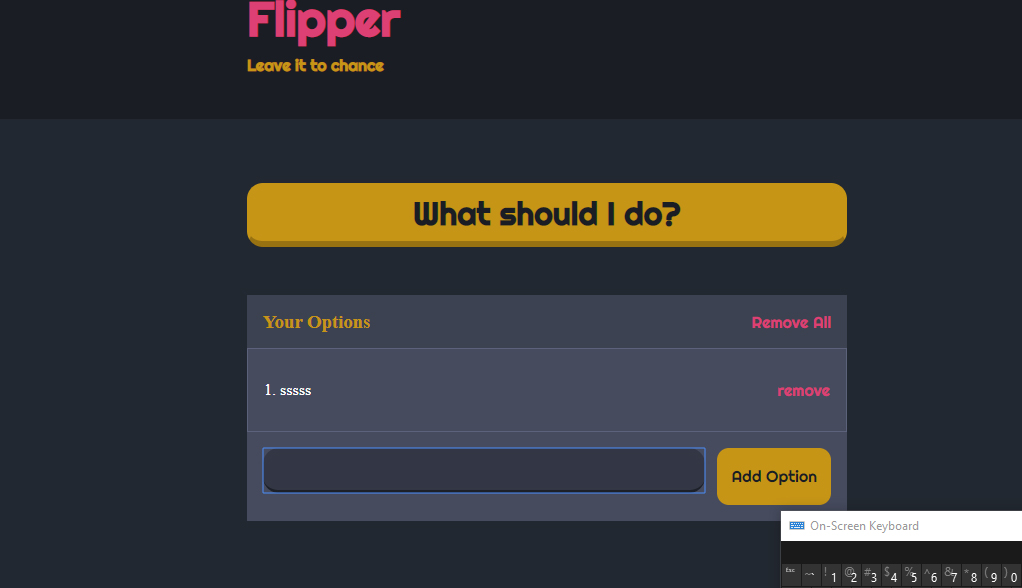 Flipper
Leave it to chance
What should I do?
Your Options Remove All
1. sssss remove
Add Option
On-Screen Keyboard
Esc ! 1 @ 2 # 3 $ 4 % 5 ^ 6 & 7 * 8 ( 9 ) 0